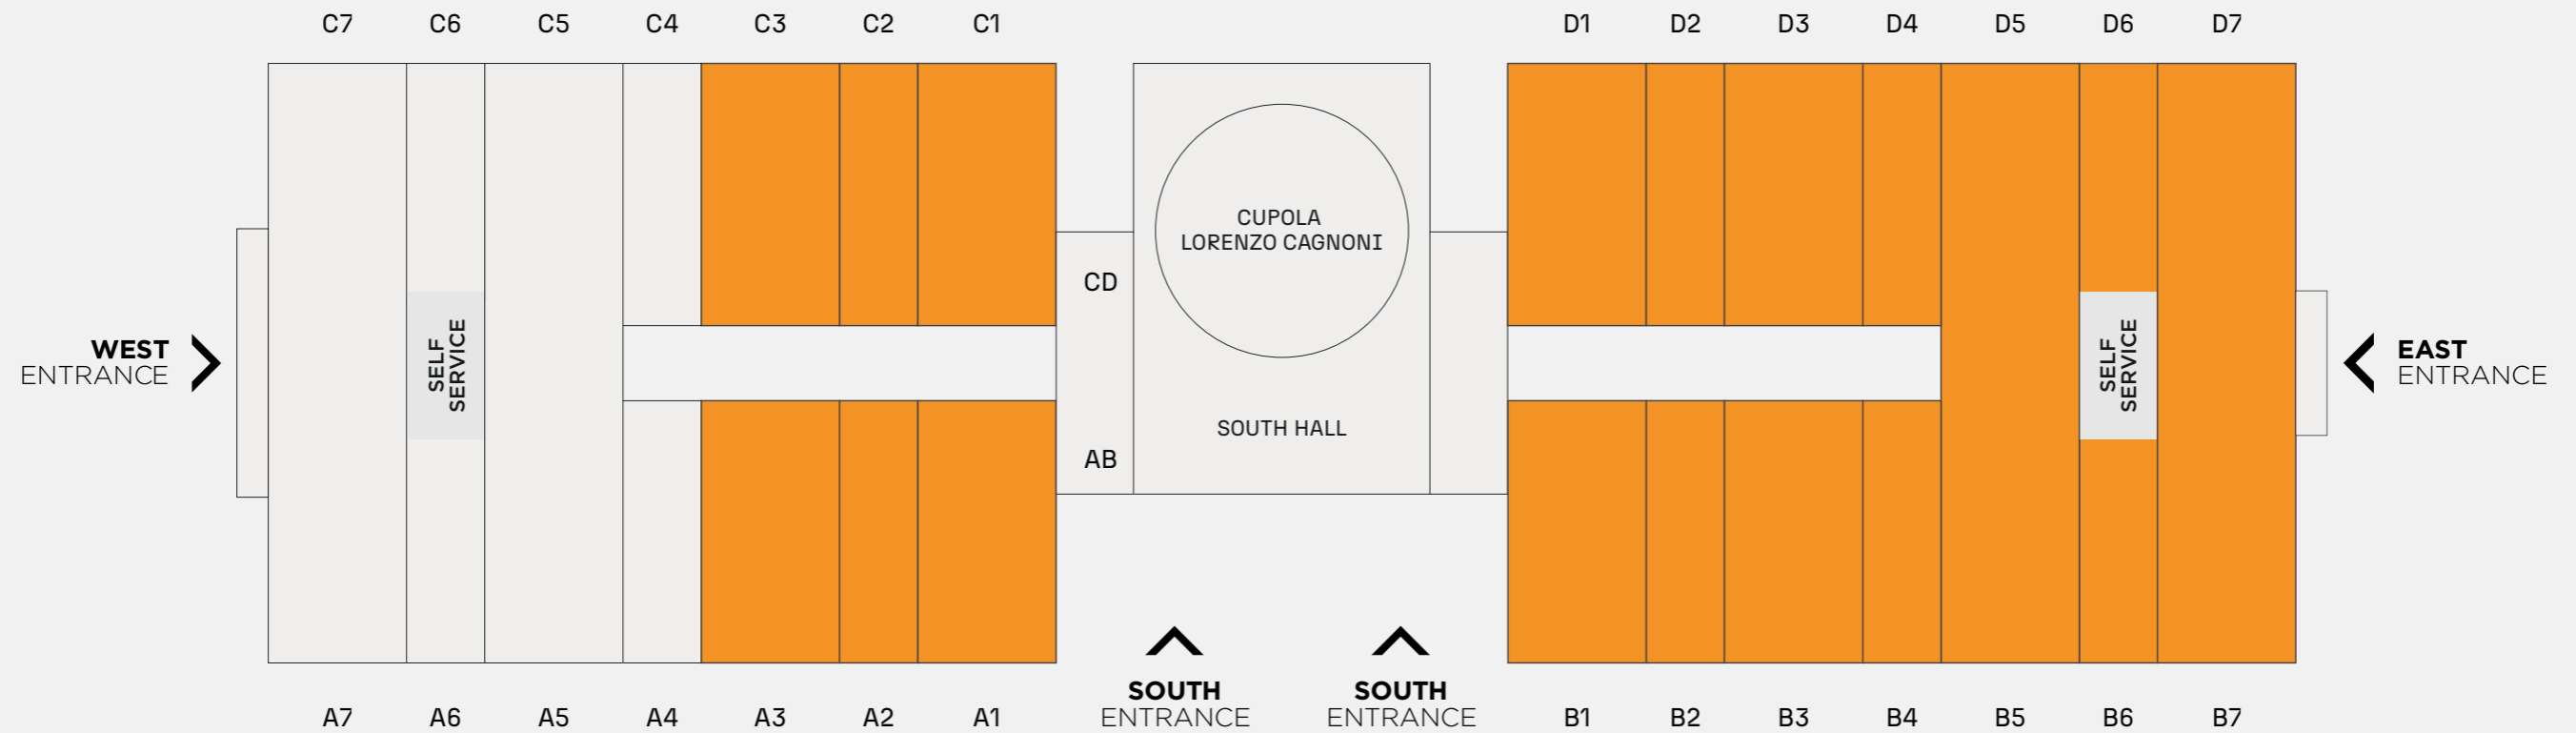 C7 C6 C5 C4 C3 C2 C1 D1 D2 D3 D4 D5 D6 D7
CUPOLA
LORENZO CAGNONI
CD
WEST
ENTRANCE
SELF
SERVICE
SELF
SERVICE
EAST
ENTRANCE
SOUTH HALL
AB
SOUTH
ENTRANCE
SOUTH
ENTRANCE
A7 A6 A5 A4 A3 A2 A1 B1 B2 B3 B4 B5 B6 B7